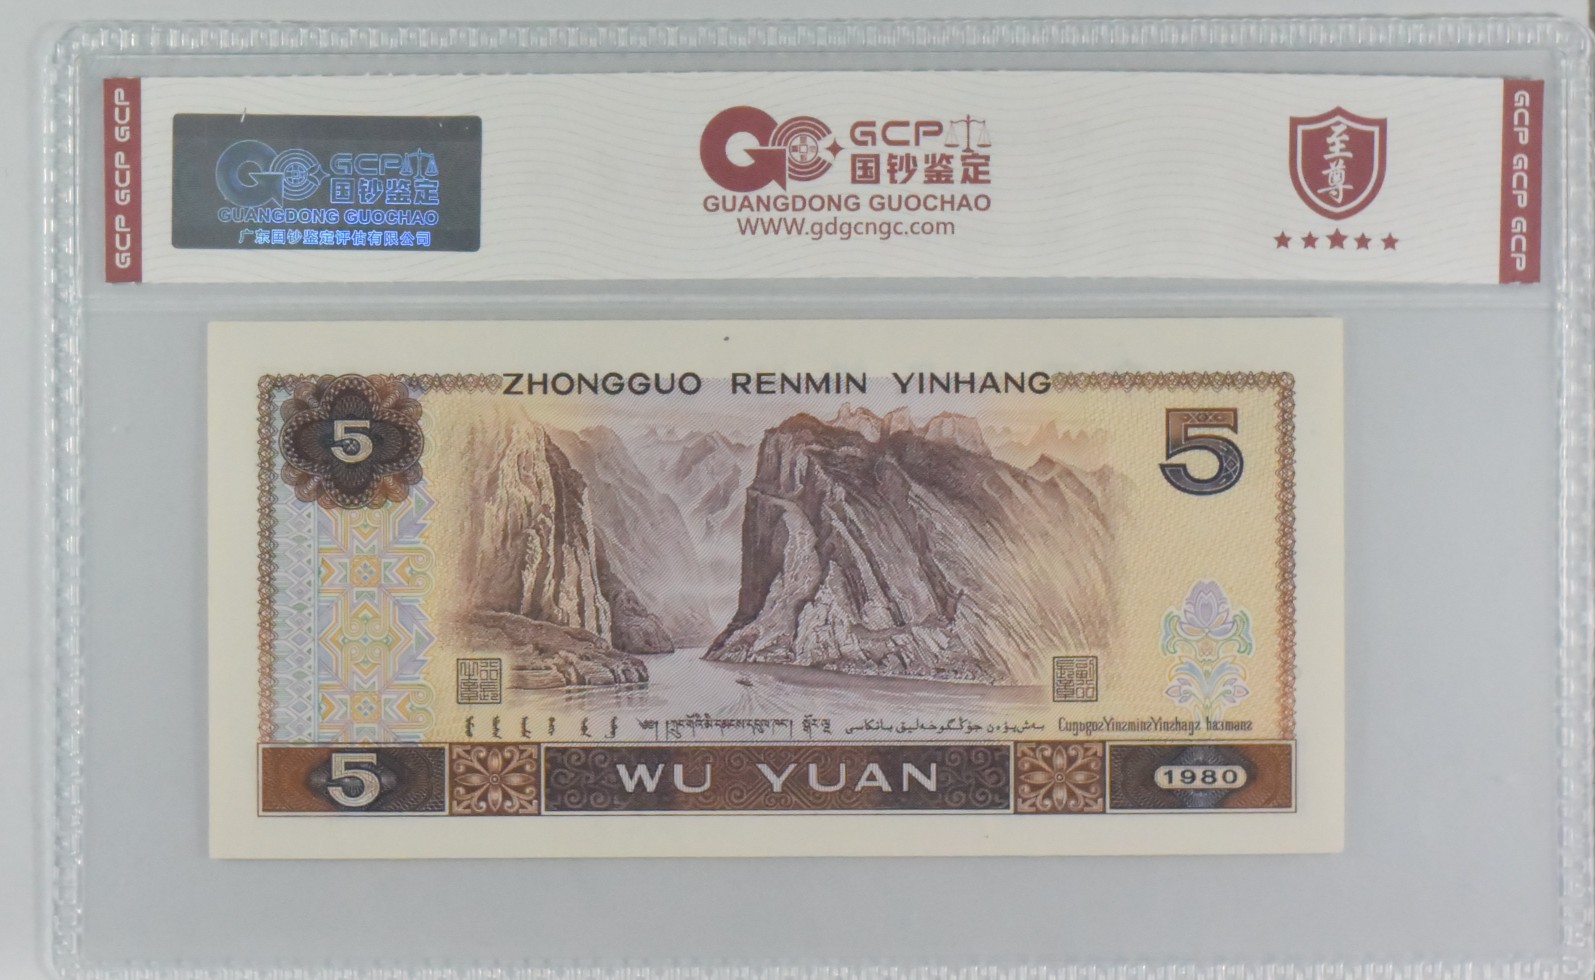 GCP GCP GCP
GCP
国钞鉴定
GUANGDONG GUOCHAO
广东国钞鉴定评估有限公司
GCP
国钞鉴定
GUANGDONG GUOCHAO
WWW.gdgcngc.com
至尊
GCP GCP GCP
ZHONGGUO RENMIN YINHANG
5
5
5
WU YUAN
1980